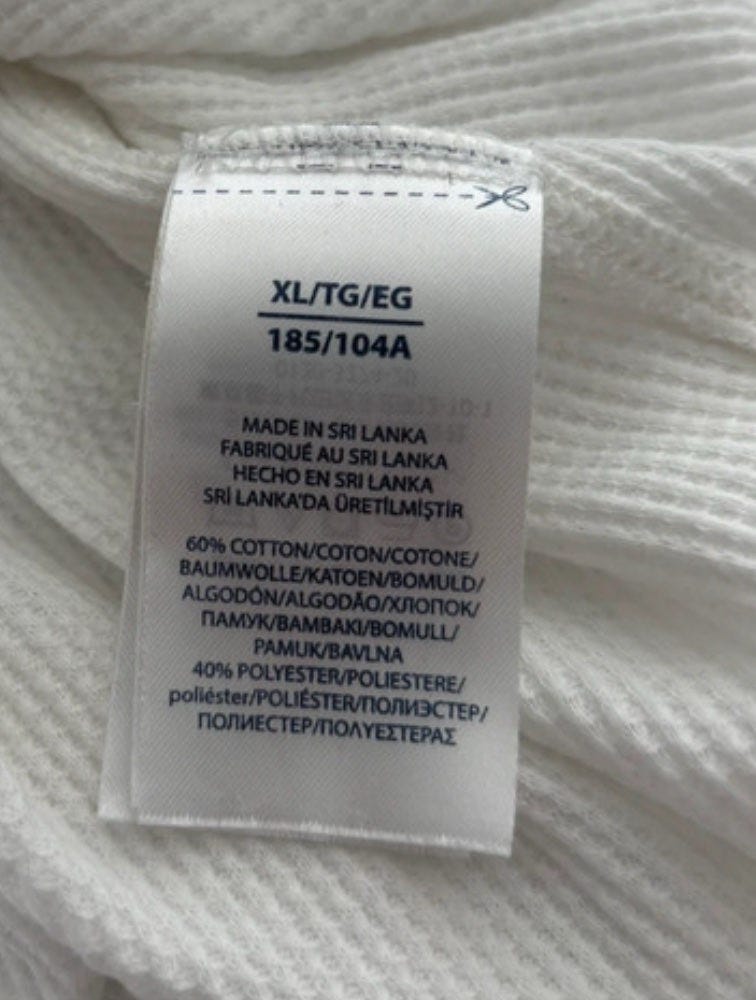 XL/TG/EG
185/104A
MADE IN SRI LANKA
FABRIQUÉ AU SRI LANKA
HECHO EN SRI LANKA
SRİ LANKA'DA ÜRETİLMİŞTİR
60% COTTON/COTON/COTONE/
BAUMWOLLE/KATOEN/BOMULD/
ALGODÓN/ALGODÃO/ХЛОПОК/
ПАМУК/ΒΑΜΒΑΚΙ/BOMULL/
PAMUK/BAVLNA
40% POLYESTER/POLIESTERE/
poliéster/POLIÉSTER/ПОЛИЭСТЕР/
ПОЛИЕСТЕР/ΠΟΛΥΕΣΤΕΡΑΣ